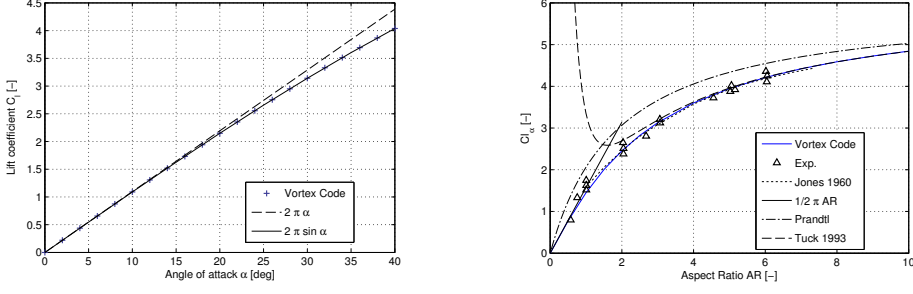 4.5
4
3.5
3
2.5
2
1.5
1
0.5
0
0 5 10 15 20 25 30 35 40
Lift coefficient C_l [-]
Angle of attack α [deg]
Vortex Code
2 π α
2 π sin α
6
5
4
3
2
1
0
0 2 4 6 8 10
Cl_α [-]
Aspect Ratio AR [-]
Vortex Code
Exp.
Jones 1960
1/2 π AR
Prandtl
Tuck 1993